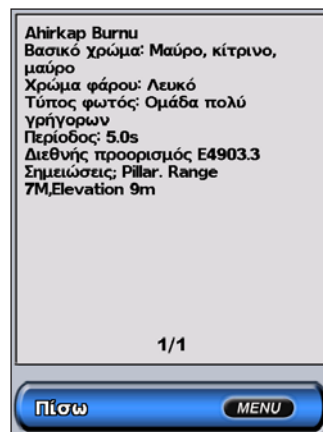 Ahirkap Burnu
Βασικό χρώμα: Μαύρο, κίτρινο,
μαύρο
Χρώμα φάρου: Λευκό
Τύπος φωτός: Ομάδα πολύ
γρήγορων
Περίοδος: 5.0s
Διεθνής προορισμός E4903.3
Σημειώσεις; Pillar. Range
7M,Elevation 9m
1/1
Πίσω MENU